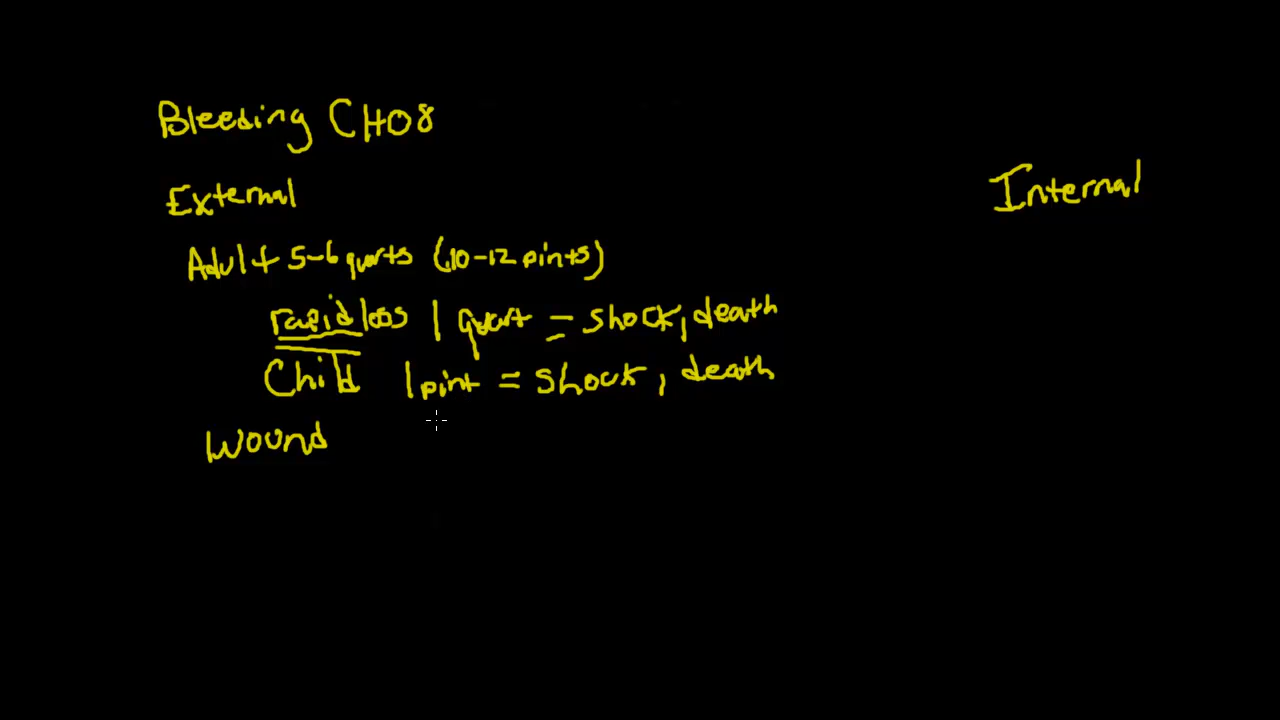 Bleeding CH08
External
Internal
Adult 5-6 quarts (10-12 pints)
rapid loss 1 quart = shock, death
Child 1 pint = shock, death
Wound